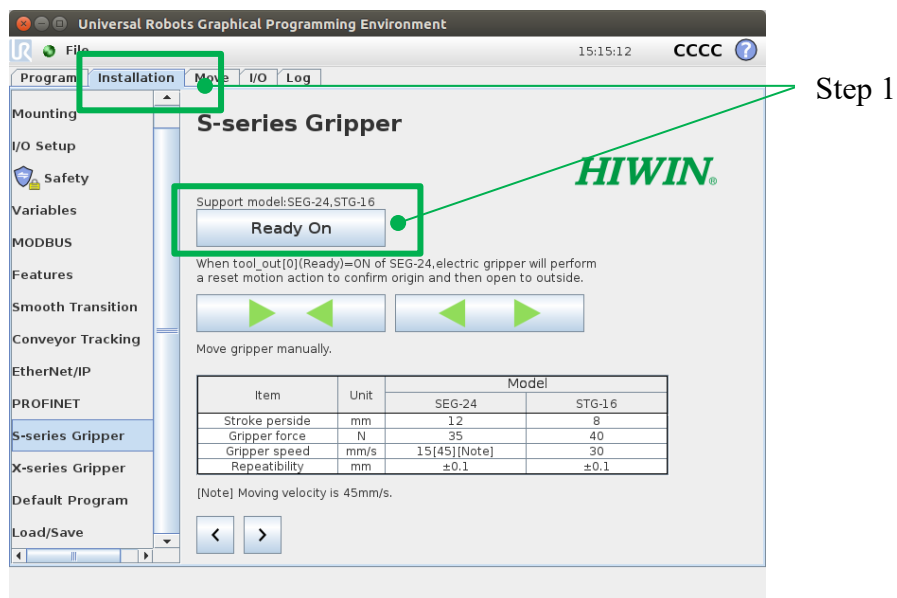 Universal Robots Graphical Programming Environment
File
15:15:12
CCCC
?
Program
Installation
Move
I/O
Log
Step 1
Mounting
I/O Setup
Safety
Variables
MODBUS
Features
Smooth Transition
Conveyor Tracking
EtherNet/IP
PROFINET
S-series Gripper
X-series Gripper
Default Program
Load/Save
S-series Gripper
HIWIN®
Support model:SEG-24,STG-16
Ready On
When tool_out[0](Ready)=ON of SEG-24,electric gripper will perform
a reset motion action to confirm origin and then open to outside.
Move gripper manually.
Item Unit Model
SEG-24 STG-16
Stroke perside mm 12 8
Gripper force N 35 40
Gripper speed mm/s 15[45][Note] 30
Repeatibility mm ±0.1 ±0.1
[Note] Moving velocity is 45mm/s.
< >